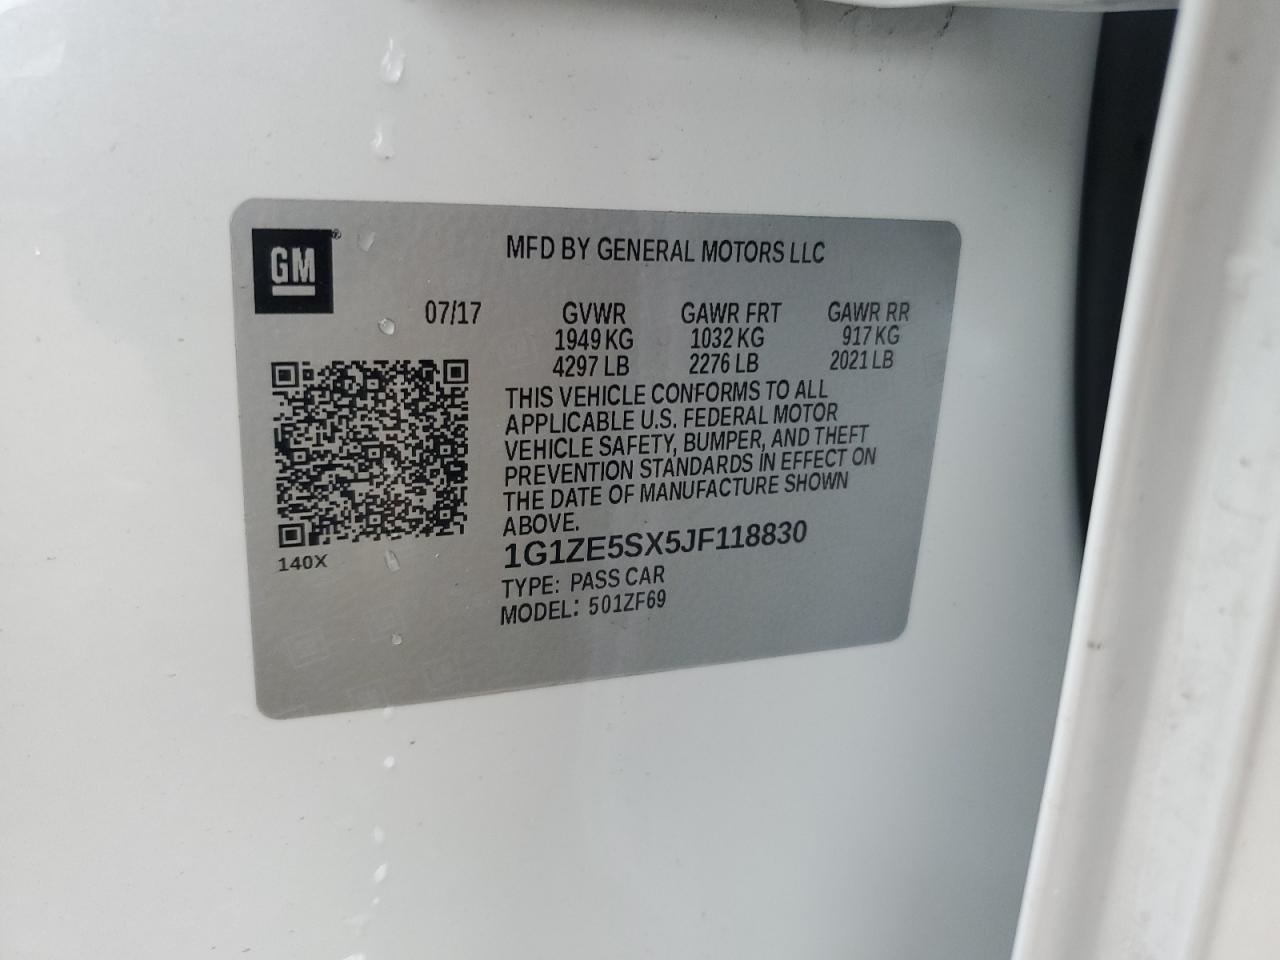 GM®
MFD BY GENERAL MOTORS LLC
07/17 GVWR GAWR FRT GAWR RR
1949 KG 1032 KG 917 KG
4297 LB 2276 LB 2021 LB
THIS VEHICLE CONFORMS TO ALL
APPLICABLE U.S. FEDERAL MOTOR
VEHICLE SAFETY, BUMPER, AND THEFT
PREVENTION STANDARDS IN EFFECT ON
THE DATE OF MANUFACTURE SHOWN
ABOVE.
1G1ZE5SX5JF118830
140X
TYPE: PASS CAR
MODEL: 501ZF69